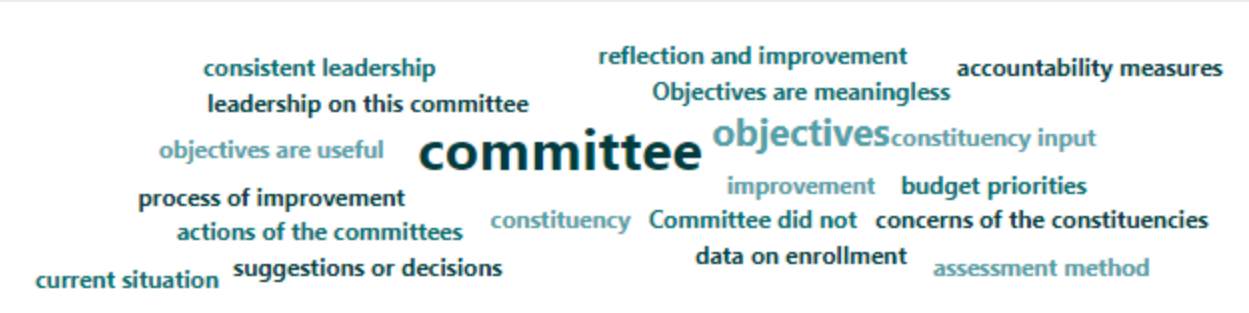 reflection and improvement
consistent leadership
accountability measures
Objectives are meaningless
leadership on this committee
objectives
constituency input
objectives are useful
committee
improvement
budget priorities
process of improvement
constituency
Committee did not
concerns of the constituencies
actions of the committees
data on enrollment
suggestions or decisions
assessment method
current situation